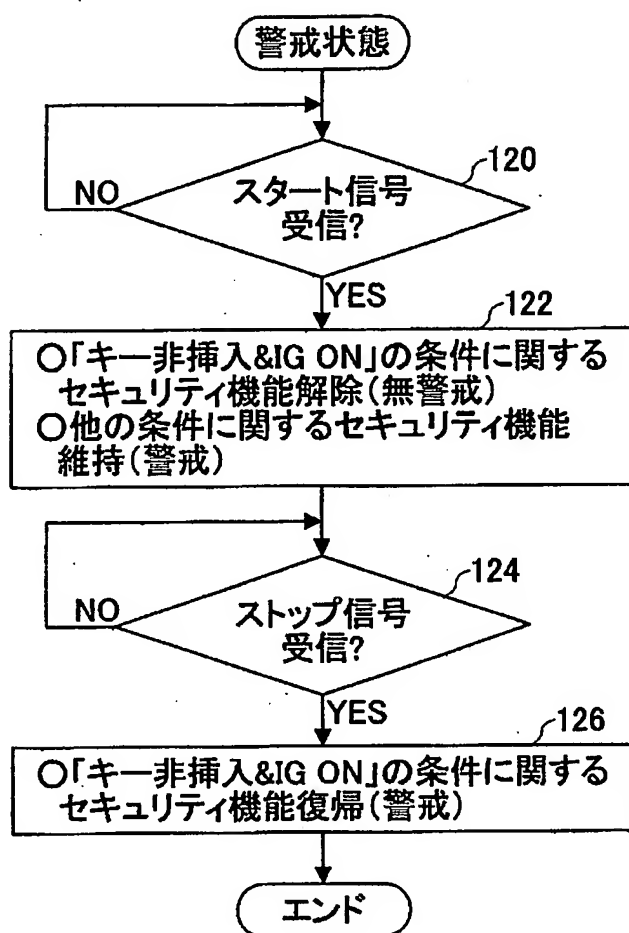 警戒状態
120
NO
スタート信号
受信?
YES
122
○「キー非挿入&IG ON」の条件に関する
セキュリティ機能解除(無警戒)
○他の条件に関するセキュリティ機能
維持(警戒)
124
NO
ストップ信号
受信?
YES
126
○「キー非挿入&IG ON」の条件に関する
セキュリティ機能復帰(警戒)
エンド